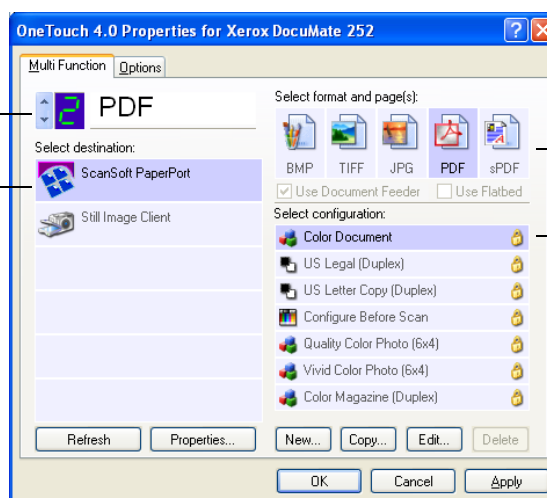 OneTouch 4.0 Properties for Xerox DocuMate 252
Multi Function Options
2 PDF
Select destination:
ScanSoft PaperPort
Still Image Client
Refresh Properties...
Select format and page(s):
BMP TIFF JPG PDF sPDF
Use Document Feeder Use Flatbed
Select configuration:
Color Document
US Legal (Duplex)
US Letter Copy (Duplex)
Configure Before Scan
Quality Color Photo (6x4)
Vivid Color Photo (6x4)
Color Magazine (Duplex)
New... Copy... Edit... Delete
OK Cancel Apply